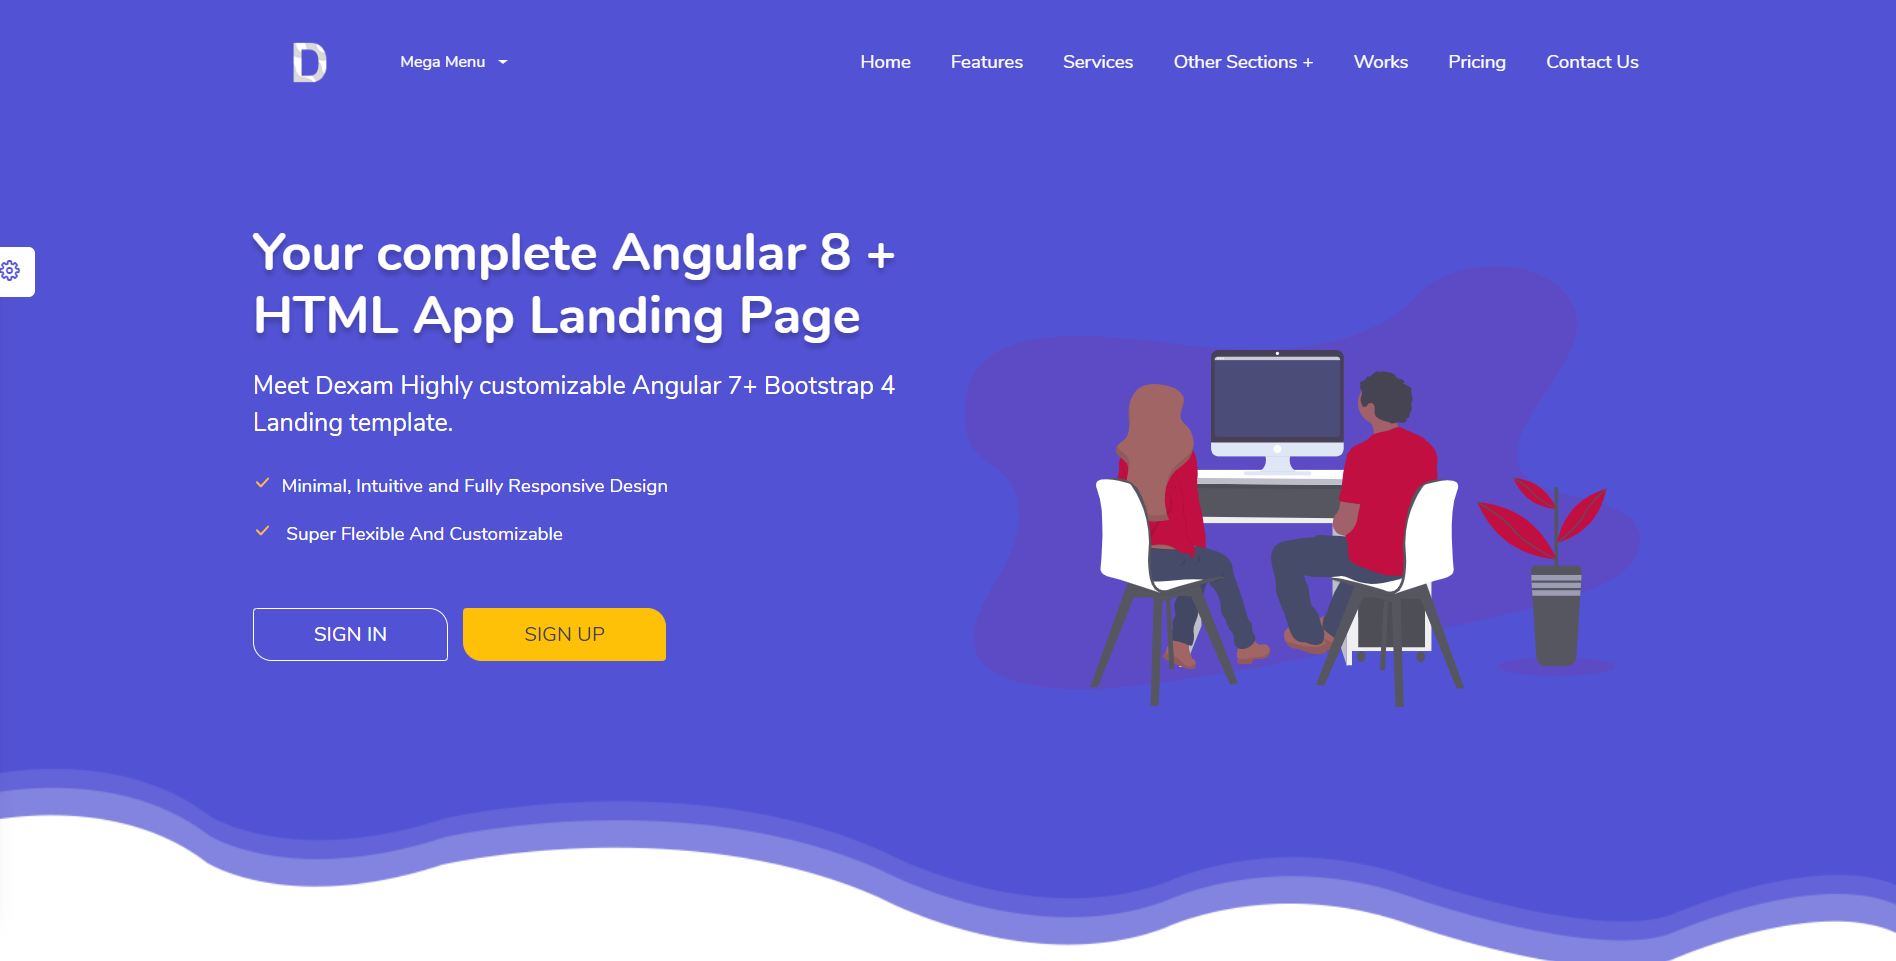 D
Mega Menu
Home Features Services Other Sections + Works Pricing Contact Us
Your complete Angular 8 +
HTML App Landing Page
Meet Dexam Highly customizable Angular 7+ Bootstrap 4
Landing template.
Minimal, Intuitive and Fully Responsive Design
Super Flexible And Customizable
SIGN IN SIGN UP